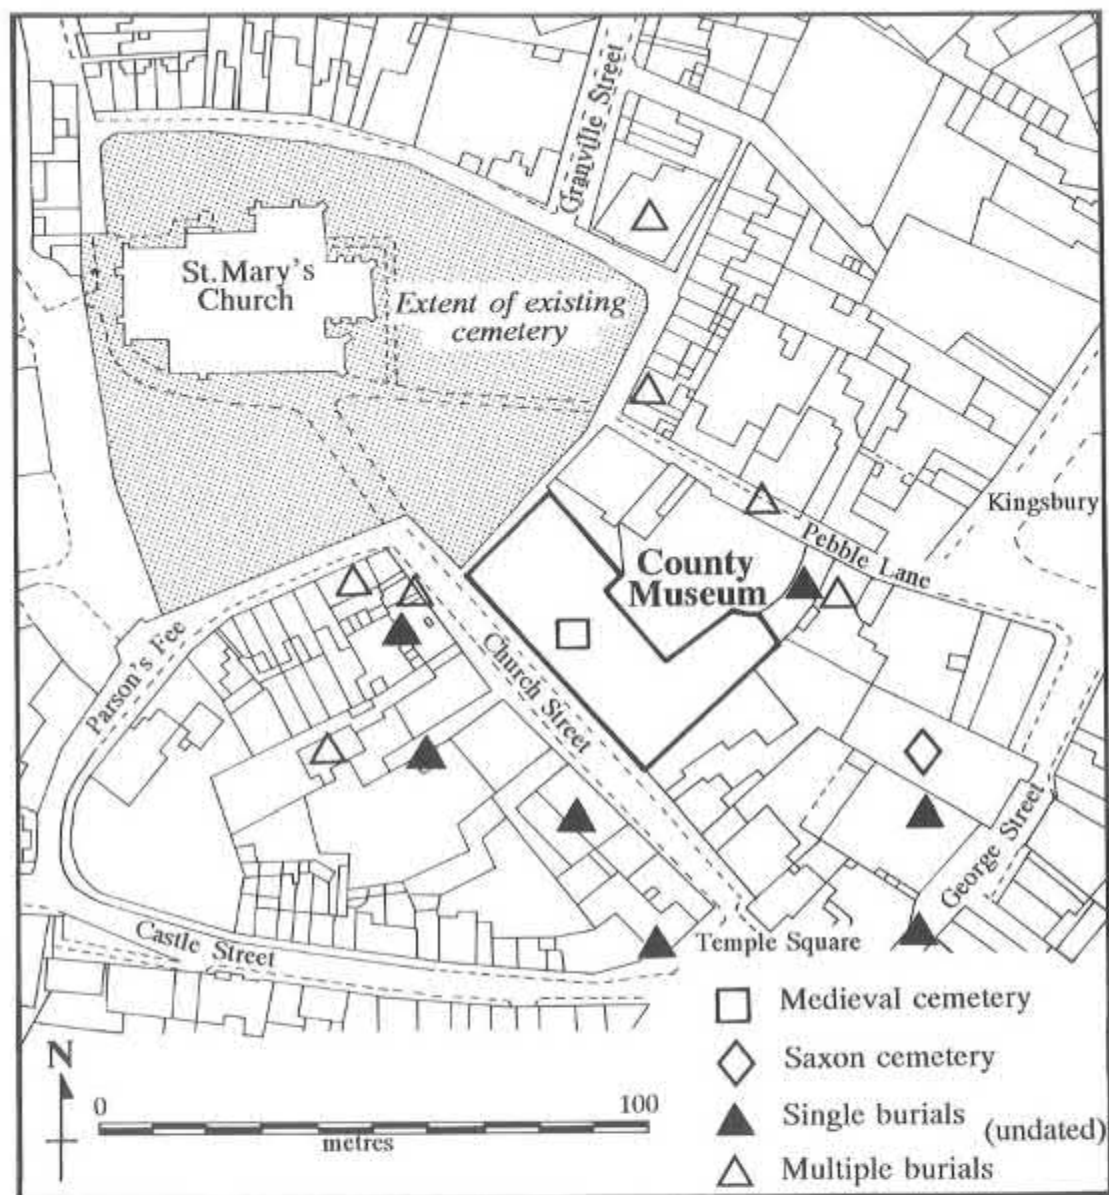 Granville Street
St. Mary's
Church
Extent of existing
cemetery
Kingsbury
County
Museum
Pebble Lane
Parson's Fee
Church Street
George Street
Castle Street
Temple Square
Medieval cemetery
Saxon cemetery
Single burials
(undated)
Multiple burials
N
0 100
metres